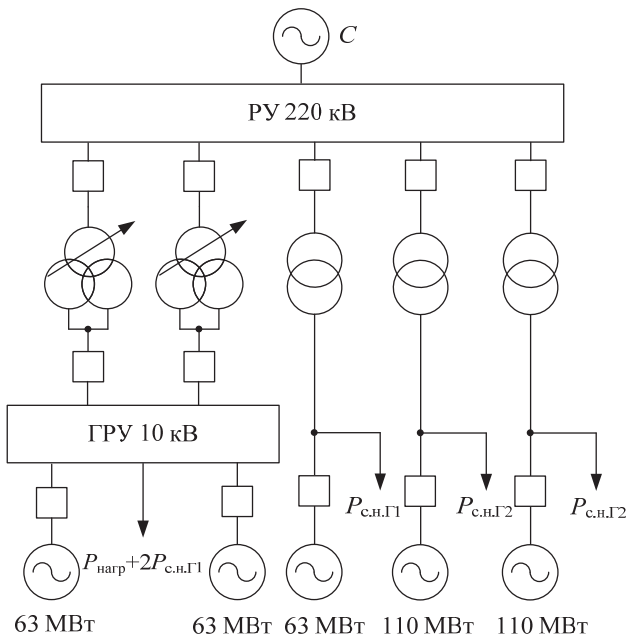 C
РУ 220 кВ
ГРУ 10 кВ
Pс.н.Г1
Pс.н.Г2
Pс.н.Г2
Pнагр+2Pс.н.Г1
63 МВт
63 МВт
63 МВт
110 МВт
110 МВт